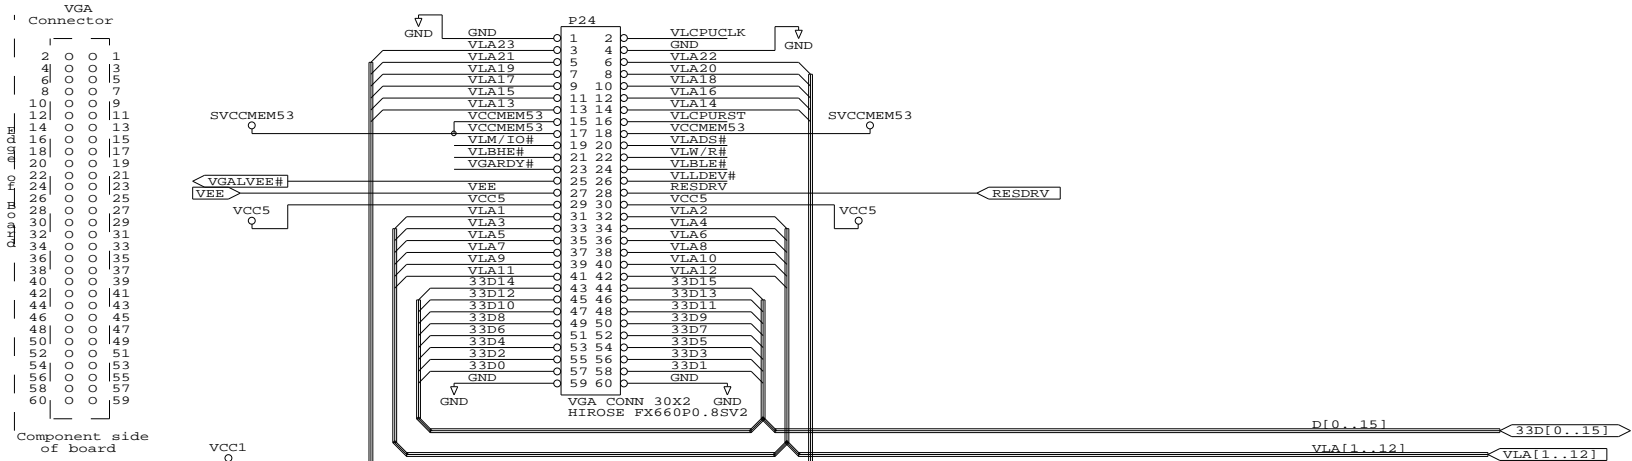 VGA
Connector
2 1
4 3
6 5
8 7
10 9
12 11
14 13
16 15
18 17
20 19
22 21
24 23
26 25
28 27
30 29
32 31
34 33
36 35
38 37
40 39
42 41
44 43
46 45
48 47
50 49
52 51
54 53
56 55
58 57
60 59
Edge of Board
Component side
of board
P24
GND
GND 1 2 VLCPUCLK
VLA23 3 4 GND
GND
VLA21 5 6 VLA22
VLA19 7 8 VLA20
VLA17 9 10 VLA18
VLA15 11 12 VLA16
VLA13 13 14 VLA14
SVCCMEM53
VCCMEM53 15 16 VLCPURST
SVCCMEM53
VCCMEM53 17 18 VCCMEM53
VLM/IO# 19 20 VLADS#
VLBHE# 21 22 VLW/R#
VGARDY# 23 24 VLBLE#
VGALVEE# 25 26 VLLDEV#
VEE VEE 27 28 RESDRV RESDRV
VCC5 29 30 VCC5
VCC5
VCC5
VLA1 31 32 VLA2
VLA3 33 34 VLA4
VLA5 35 36 VLA6
VLA7 37 38 VLA8
VLA9 39 40 VLA10
VLA11 41 42 VLA12
33D14 43 44 33D15
33D12 45 46 33D13
33D10 47 48 33D11
33D8 49 50 33D9
33D6 51 52 33D7
33D4 53 54 33D5
33D2 55 56 33D3
33D0 57 58 33D1
GND 59 60 GND
GND
GND
VGA CONN 30X2
HIROSE FX660P0.8SV2
D[0..15] 33D[0..15]
VLA[1..12] VLA[1..12]
VCC1